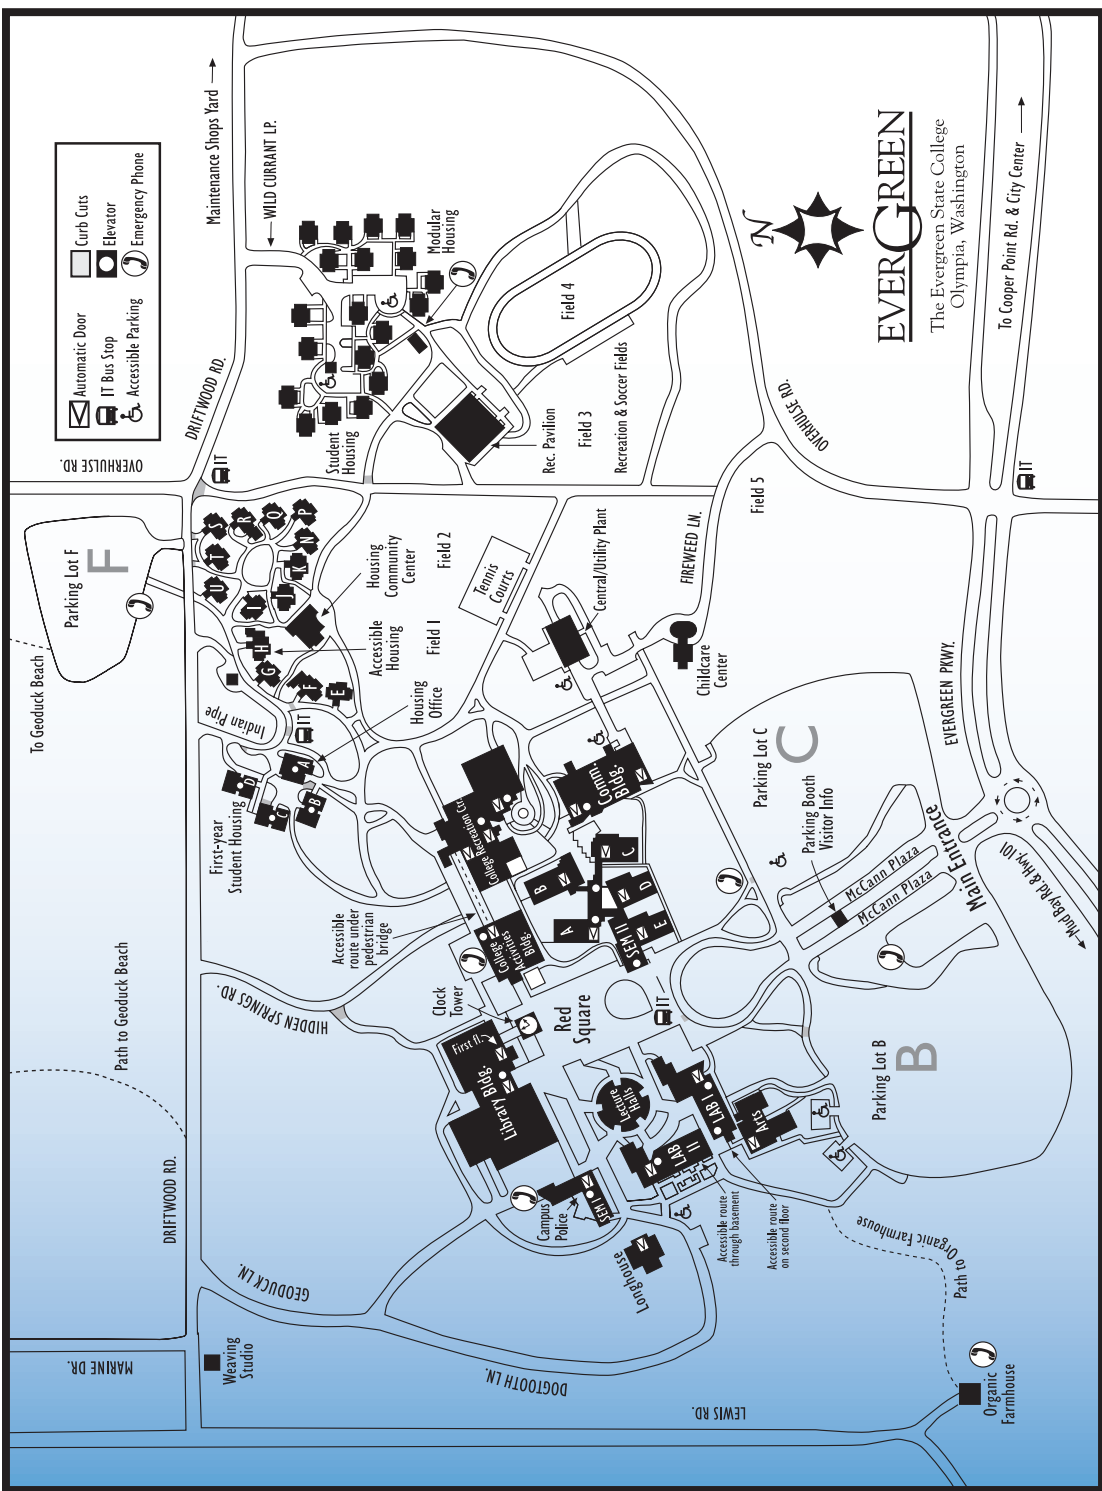 Maintenance Shops Yard
WILD CURRANT LP.
DRIFTWOOD RD.
OVERHULSE RD.
Automatic Door
IT Bus Stop
Accessible Parking
Curb Cuts
Elevator
Emergency Phone
Modular
Housing
Student
Housing
Field 4
Rec. Pavilion
Field 3
Recreation & Soccer Fields
N
EVERGREEN
The Evergreen State College
Olympia, Washington
To Cooper Point Rd. & City Center
OVERHULSE RD.
IT
IT
Parking Lot F
F
To Geoduck Beach
S
R
Q
P
T
N
U
K
I
J
H
G
F
E
Housing
Community
Center
Field 2
Accessible
Housing
Field 1
Housing
Office
Indian Pipe
IT
Tennis
Courts
Central/Utility Plant
FIREWEED LN.
Field 5
Childcare
Center
EVERGREEN PKWY.
First-year
Student Housing
D
A
C
B
College Recreation Ctr.
Comm.
Bldg.
Parking Lot C
C
Parking Booth
Visitor Info
McCann Plaza
McCann Plaza
Main Entrance
Mud Bay Rd & Hwy. 101
Accessible
route under
pedestrian
bridge
College
Activities
Bldg.
B
C
A
D
E
SEM II
HIDDEN SPRINGS RD.
Path to Geoduck Beach
Clock
Tower
Red
Square
IT
First fl.
Library Bldg.
Lecture
Halls
LAB I
LAB II
Arts
Parking Lot B
B
Campus
Police
SEM I
Longhouse
Accessible route
through basement
Accessible route
on second floor
Path to Organic Farmhouse
DRIFTWOOD RD.
GEODUCK LN.
DOGTOOTH LN.
MARINE DR.
Weaving
Studio
LEWIS RD.
Organic
Farmhouse